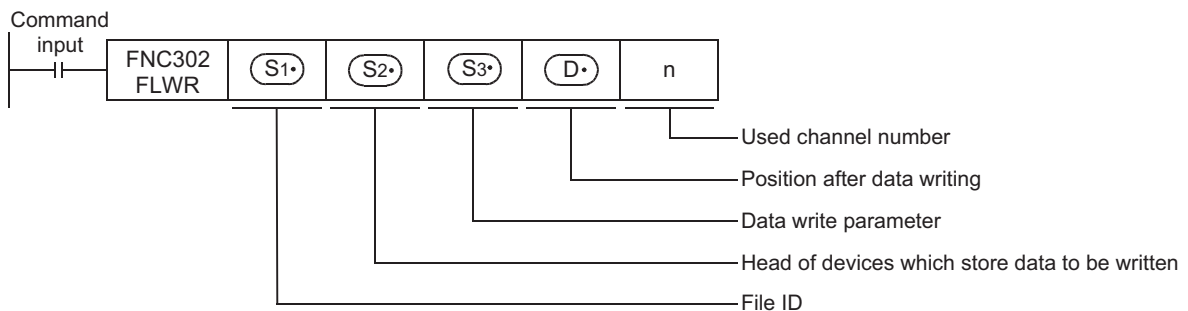 Command
input
FNC302
FLWR
S1•
S2•
S3•
D•
n
Used channel number
Position after data writing
Data write parameter
Head of devices which store data to be written
File ID